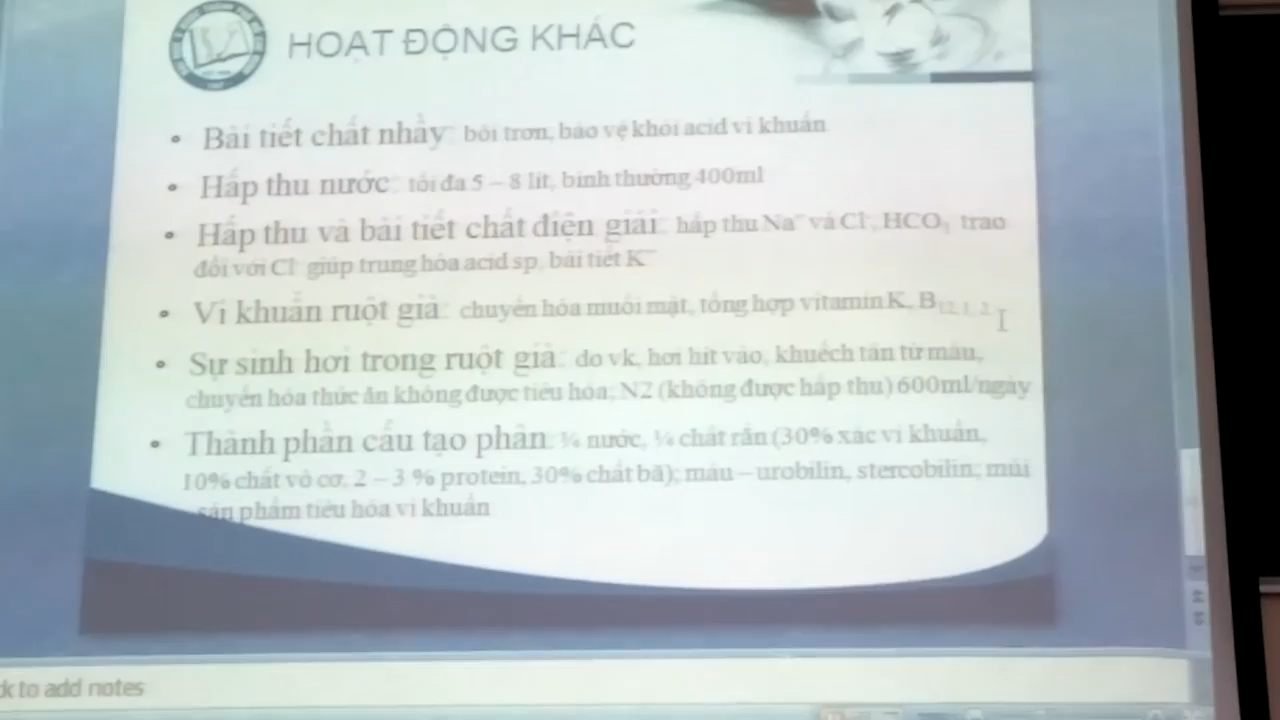 HOẠT ĐỘNG KHÁC
• Bài tiết chất nhầy: bôi trơn, bảo vệ khỏi acid vi khuẩn
• Hấp thu nước: tối đa 5 – 8 lít, bình thường 400ml
• Hấp thu và bài tiết chất điện giải: hấp thu Na⁺ và Cl⁻, HCO₃⁻ trao
đổi với Cl⁻ giúp trung hòa acid sp, bài tiết K⁺
• Vi khuẩn ruột già: chuyển hóa muối mật, tổng hợp vitamin K, B12, 1, 2
• Sự sinh hơi trong ruột già: do vk, hơi hít vào, khuếch tán từ máu,
chuyển hóa thức ăn không được tiêu hóa; N2 (không được hấp thu) 600ml/ngày
• Thành phần cấu tạo phân: ¾ nước, ¼ chất rắn (30% xác vi khuẩn,
10% chất vô cơ, 2 – 3 % protein, 30% chất bã); màu – urobilin, stercobilin; mùi
sản phẩm tiêu hóa vi khuẩn
k to add notes